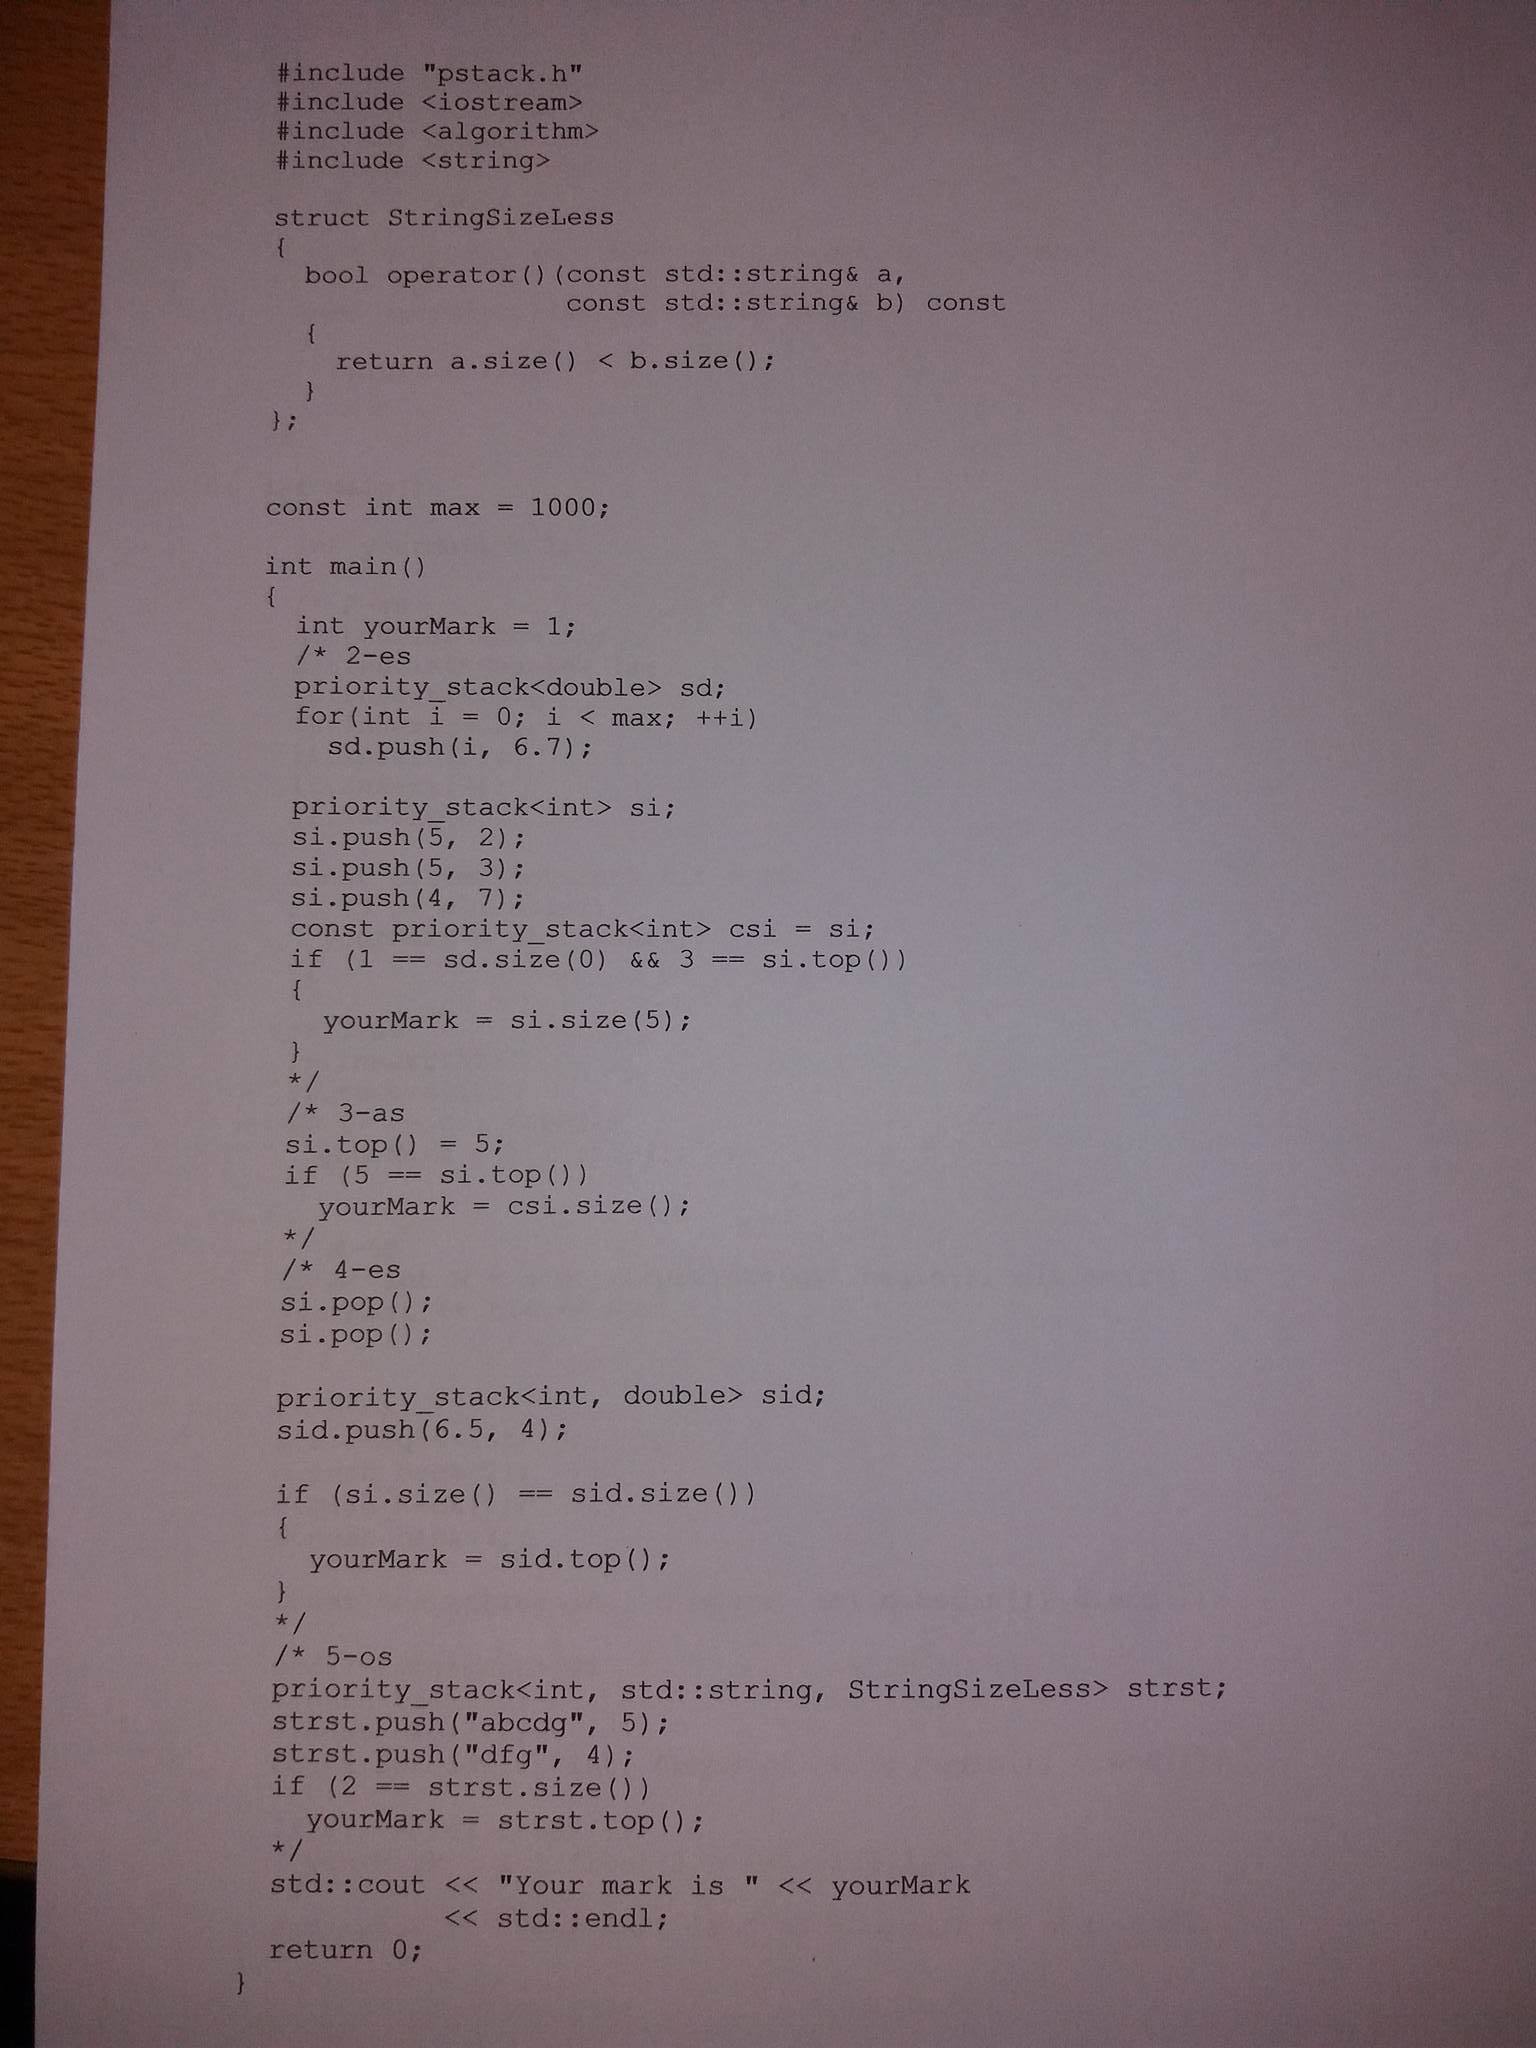 #include "pstack.h"
#include <iostream>
#include <algorithm>
#include <string>

struct StringSizeLess
{
  bool operator()(const std::string& a,
                  const std::string& b) const
  {
    return a.size() < b.size();
  }
};

const int max = 1000;

int main()
{
  int yourMark = 1;
  /* 2-es
  priority_stack<double> sd;
  for(int i = 0; i < max; ++i)
    sd.push(i, 6.7);

  priority_stack<int> si;
  si.push(5, 2);
  si.push(5, 3);
  si.push(4, 7);
  const priority_stack<int> csi = si;
  if (1 == sd.size(0) && 3 == si.top())
  {
    yourMark = si.size(5);
  }
  */
  /* 3-as
  si.top() = 5;
  if (5 == si.top())
    yourMark = csi.size();
  */
  /* 4-es
  si.pop();
  si.pop();

  priority_stack<int, double> sid;
  sid.push(6.5, 4);

  if (si.size() == sid.size())
  {
    yourMark = sid.top();
  }
  */
  /* 5-os
  priority_stack<int, std::string, StringSizeLess> strst;
  strst.push("abcdg", 5);
  strst.push("dfg", 4);
  if (2 == strst.size())
    yourMark = strst.top();
  */
  std::cout << "Your mark is " << yourMark
            << std::endl;
  return 0;
}